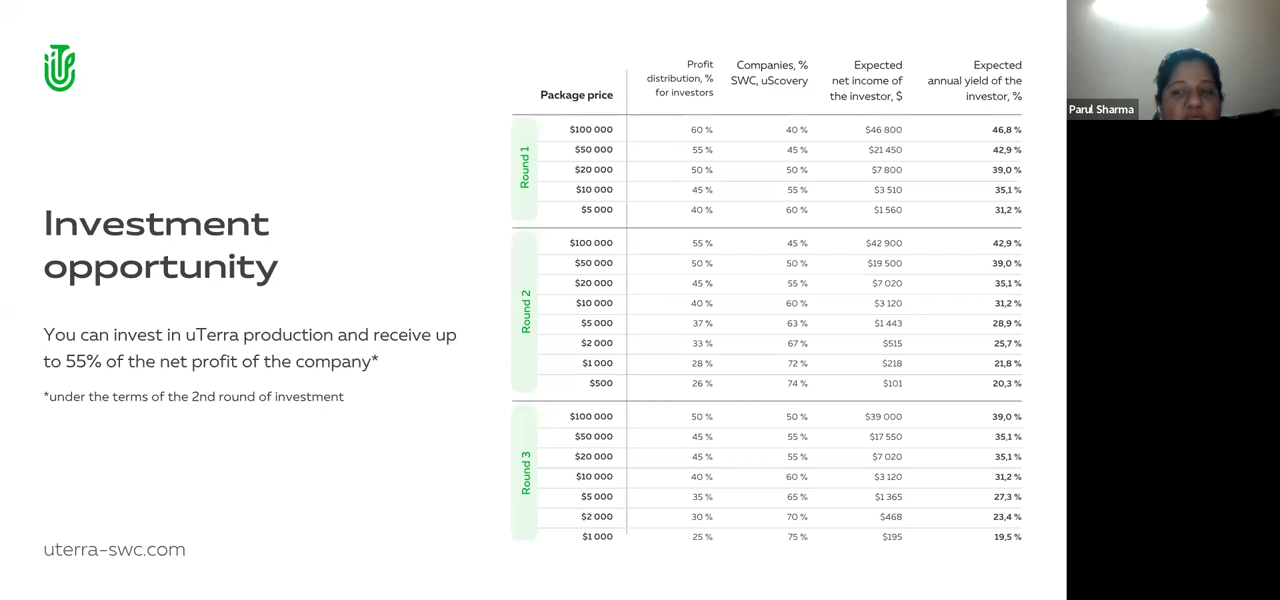 Investment
opportunity
You can invest in uTerra production and receive up
to 55% of the net profit of the company*
*under the terms of the 2nd round of investment
uterra-swc.com
Package price
Profit
distribution, %
for investors
Companies, %
SWC, uScovery
Expected
net income of
the investor, $
Expected
annual yield of the
investor, %
Round 1
$100 000 60 % 40 % $46 800 46,8 %
$50 000 55 % 45 % $21 450 42,9 %
$20 000 50 % 50 % $7 800 39,0 %
$10 000 45 % 55 % $3 510 35,1 %
$5 000 40 % 60 % $1 560 31,2 %
Round 2
$100 000 55 % 45 % $42 900 42,9 %
$50 000 50 % 50 % $19 500 39,0 %
$20 000 45 % 55 % $7 020 35,1 %
$10 000 40 % 60 % $3 120 31,2 %
$5 000 37 % 63 % $1 443 28,9 %
$2 000 33 % 67 % $515 25,7 %
$1 000 28 % 72 % $218 21,8 %
$500 26 % 74 % $101 20,3 %
Round 3
$100 000 50 % 50 % $39 000 39,0 %
$50 000 45 % 55 % $17 550 35,1 %
$20 000 45 % 55 % $7 020 35,1 %
$10 000 40 % 60 % $3 120 31,2 %
$5 000 35 % 65 % $1 365 27,3 %
$2 000 30 % 70 % $468 23,4 %
$1 000 25 % 75 % $195 19,5 %
Parul Sharma